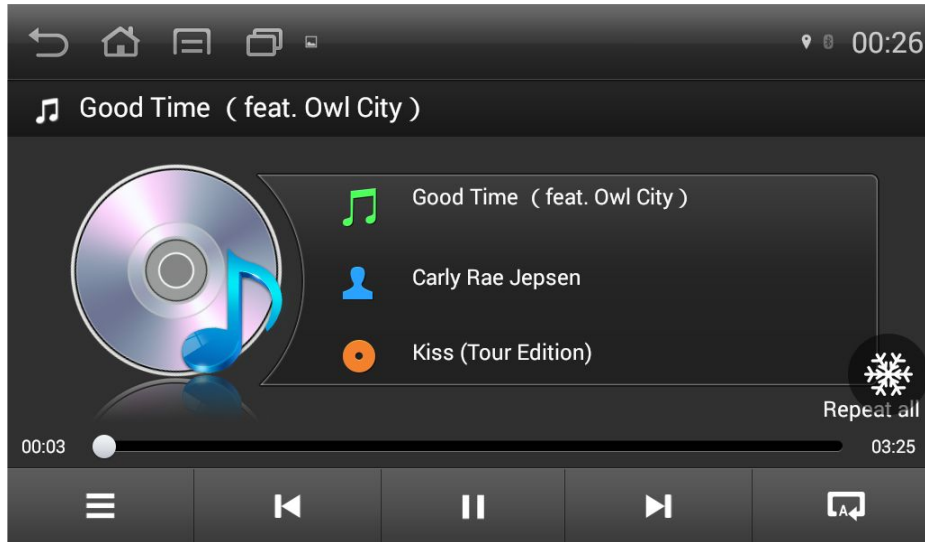 00:26
Good Time （feat. Owl City）
Good Time （feat. Owl City）
Carly Rae Jepsen
Kiss (Tour Edition)
Repeat all
00:03
03:25
A